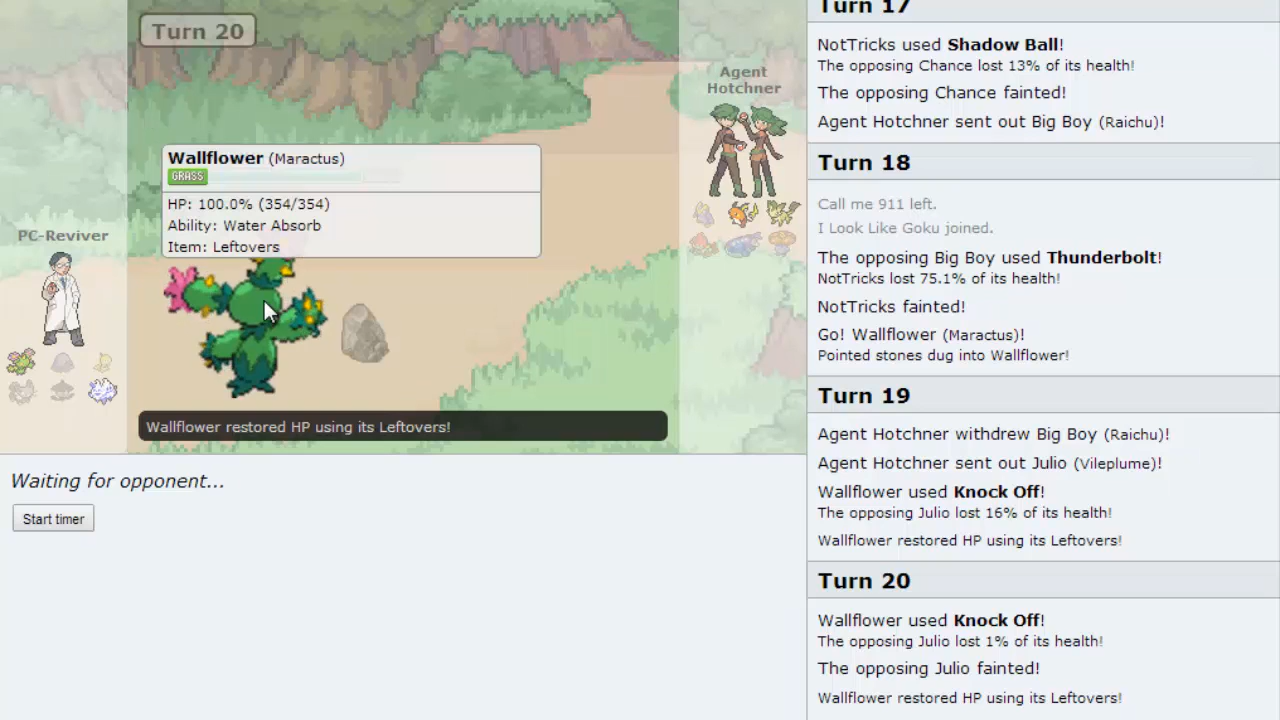 Turn 20
Agent
Hotchner
Wallflower (Maractus)
GRASS
HP: 100.0% (354/354)
Ability: Water Absorb
Item: Leftovers
PC-Reviver
Wallflower restored HP using its Leftovers!
Waiting for opponent...
Start timer
Turn 17
NotTricks used Shadow Ball!
The opposing Chance lost 13% of its health!
The opposing Chance fainted!
Agent Hotchner sent out Big Boy (Raichu)!
Turn 18
Call me 911 left.
I Look Like Goku joined.
The opposing Big Boy used Thunderbolt!
NotTricks lost 75.1% of its health!
NotTricks fainted!
Go! Wallflower (Maractus)!
Pointed stones dug into Wallflower!
Turn 19
Agent Hotchner withdrew Big Boy (Raichu)!
Agent Hotchner sent out Julio (Vileplume)!
Wallflower used Knock Off!
The opposing Julio lost 16% of its health!
Wallflower restored HP using its Leftovers!
Turn 20
Wallflower used Knock Off!
The opposing Julio lost 1% of its health!
The opposing Julio fainted!
Wallflower restored HP using its Leftovers!